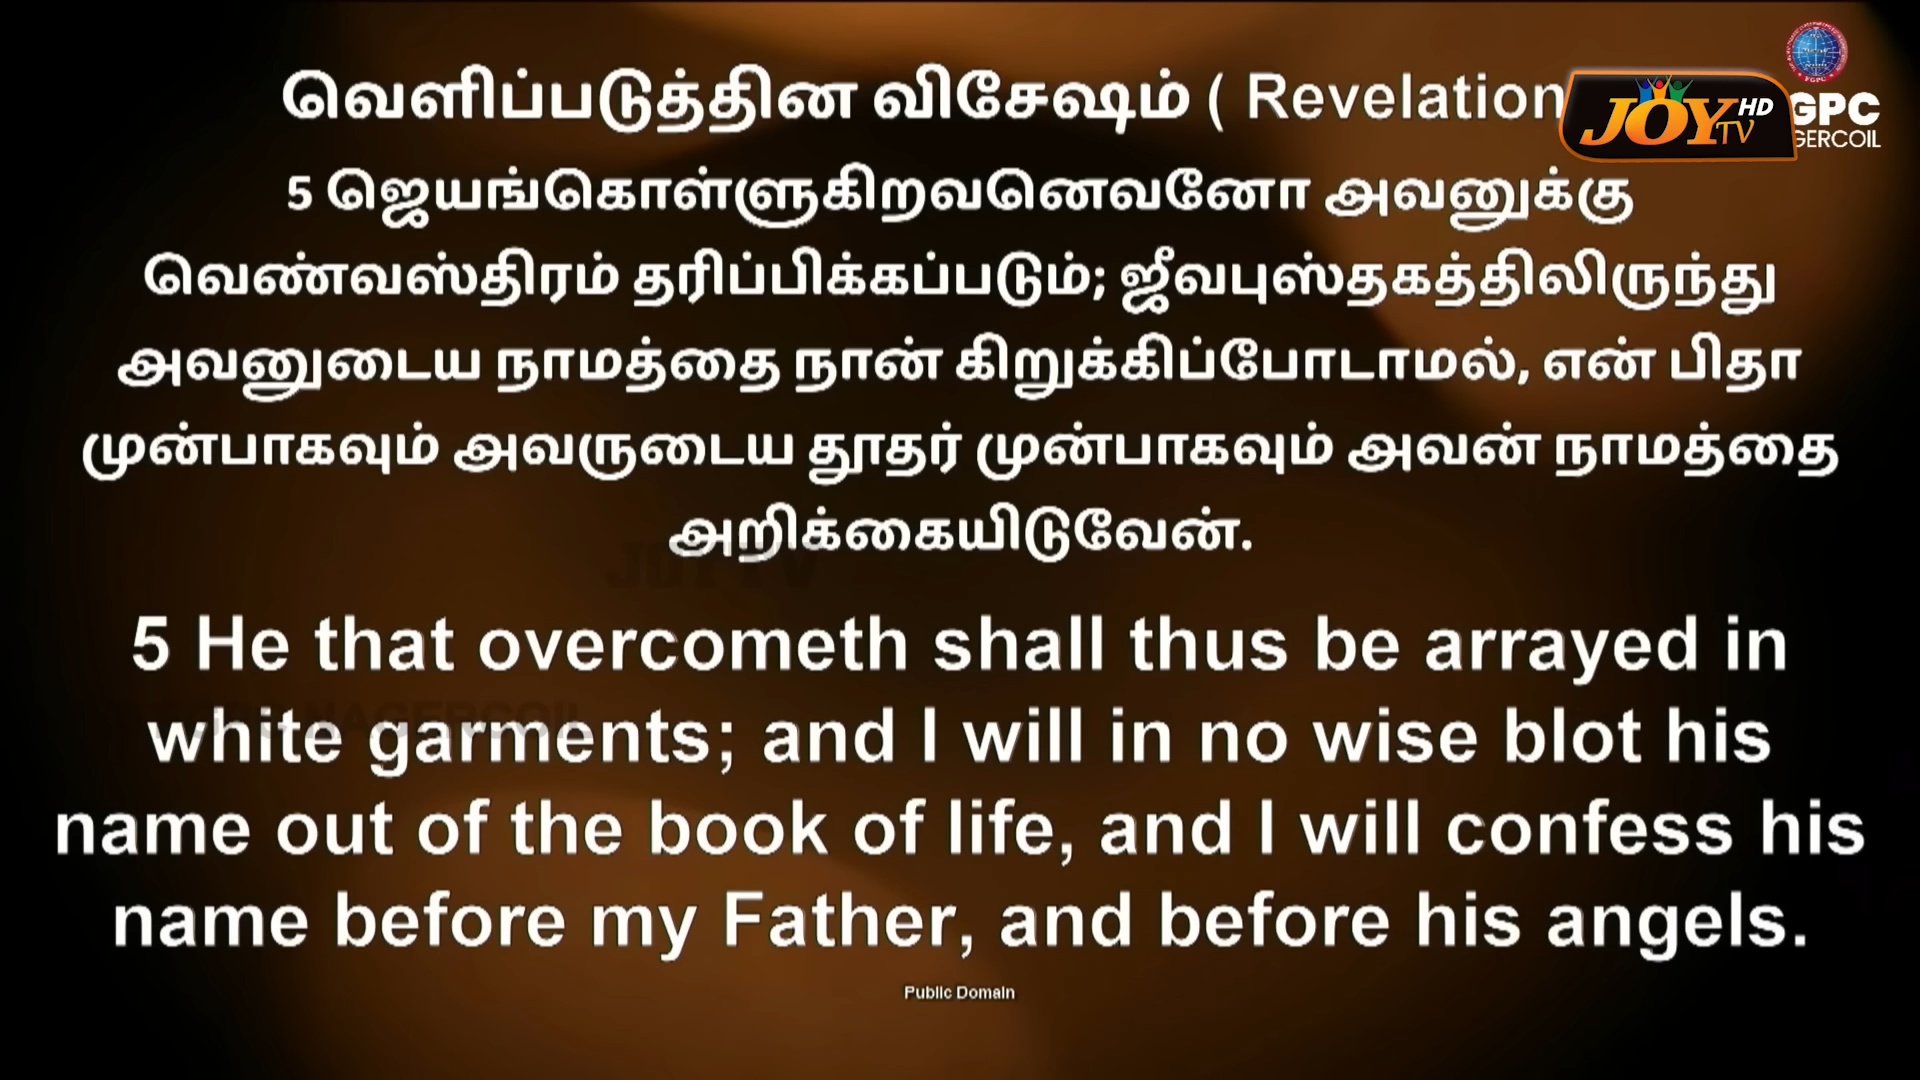 வெளிப்படுத்தின விசேஷம் ( Revelation
JOY TV HD
GPC
GERCOIL
5 ஜெயங்கொள்ளுகிறவனெவனோ அவனுக்கு
வெண்வஸ்திரம் தரிப்பிக்கப்படும்; ஜீவபுஸ்தகத்திலிருந்து
அவனுடைய நாமத்தை நான் கிறுக்கிப்போடாமல், என் பிதா
முன்பாகவும் அவருடைய தூதர் முன்பாகவும் அவன் நாமத்தை
அறிக்கையிடுவேன்.
JOY TV
5 He that overcometh shall thus be arrayed in
NAGERCOIL
white garments; and I will in no wise blot his
name out of the book of life, and I will confess his
name before my Father, and before his angels.
Public Domain